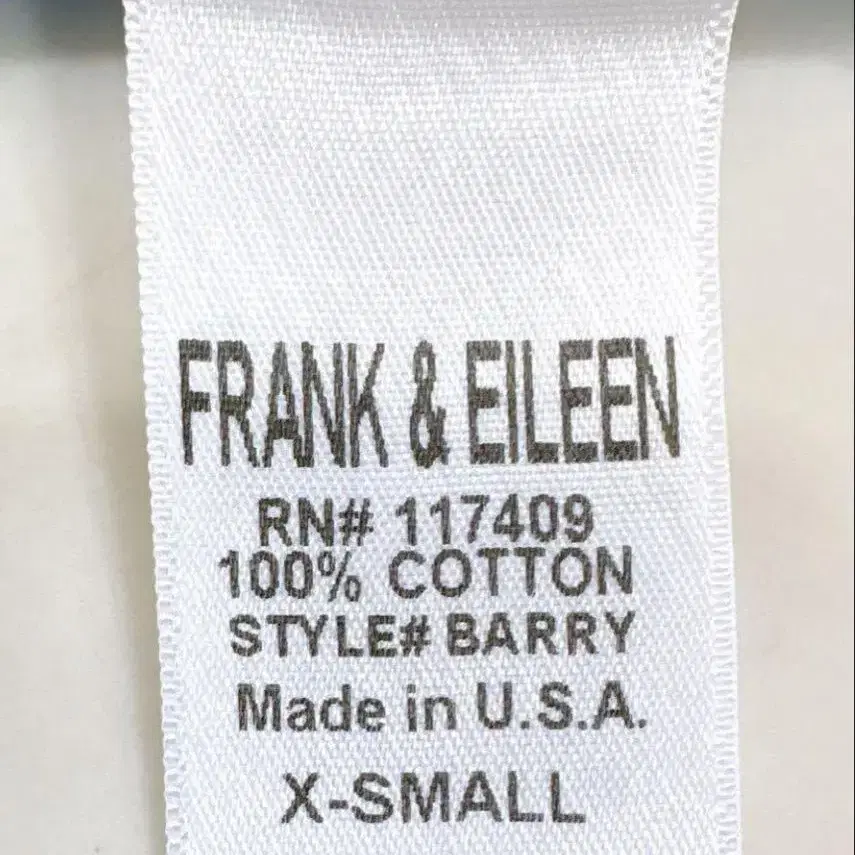 FRANK & EILEEN
RN# 117409
100% COTTON
STYLE# BARRY
Made in U.S.A.
X-SMALL